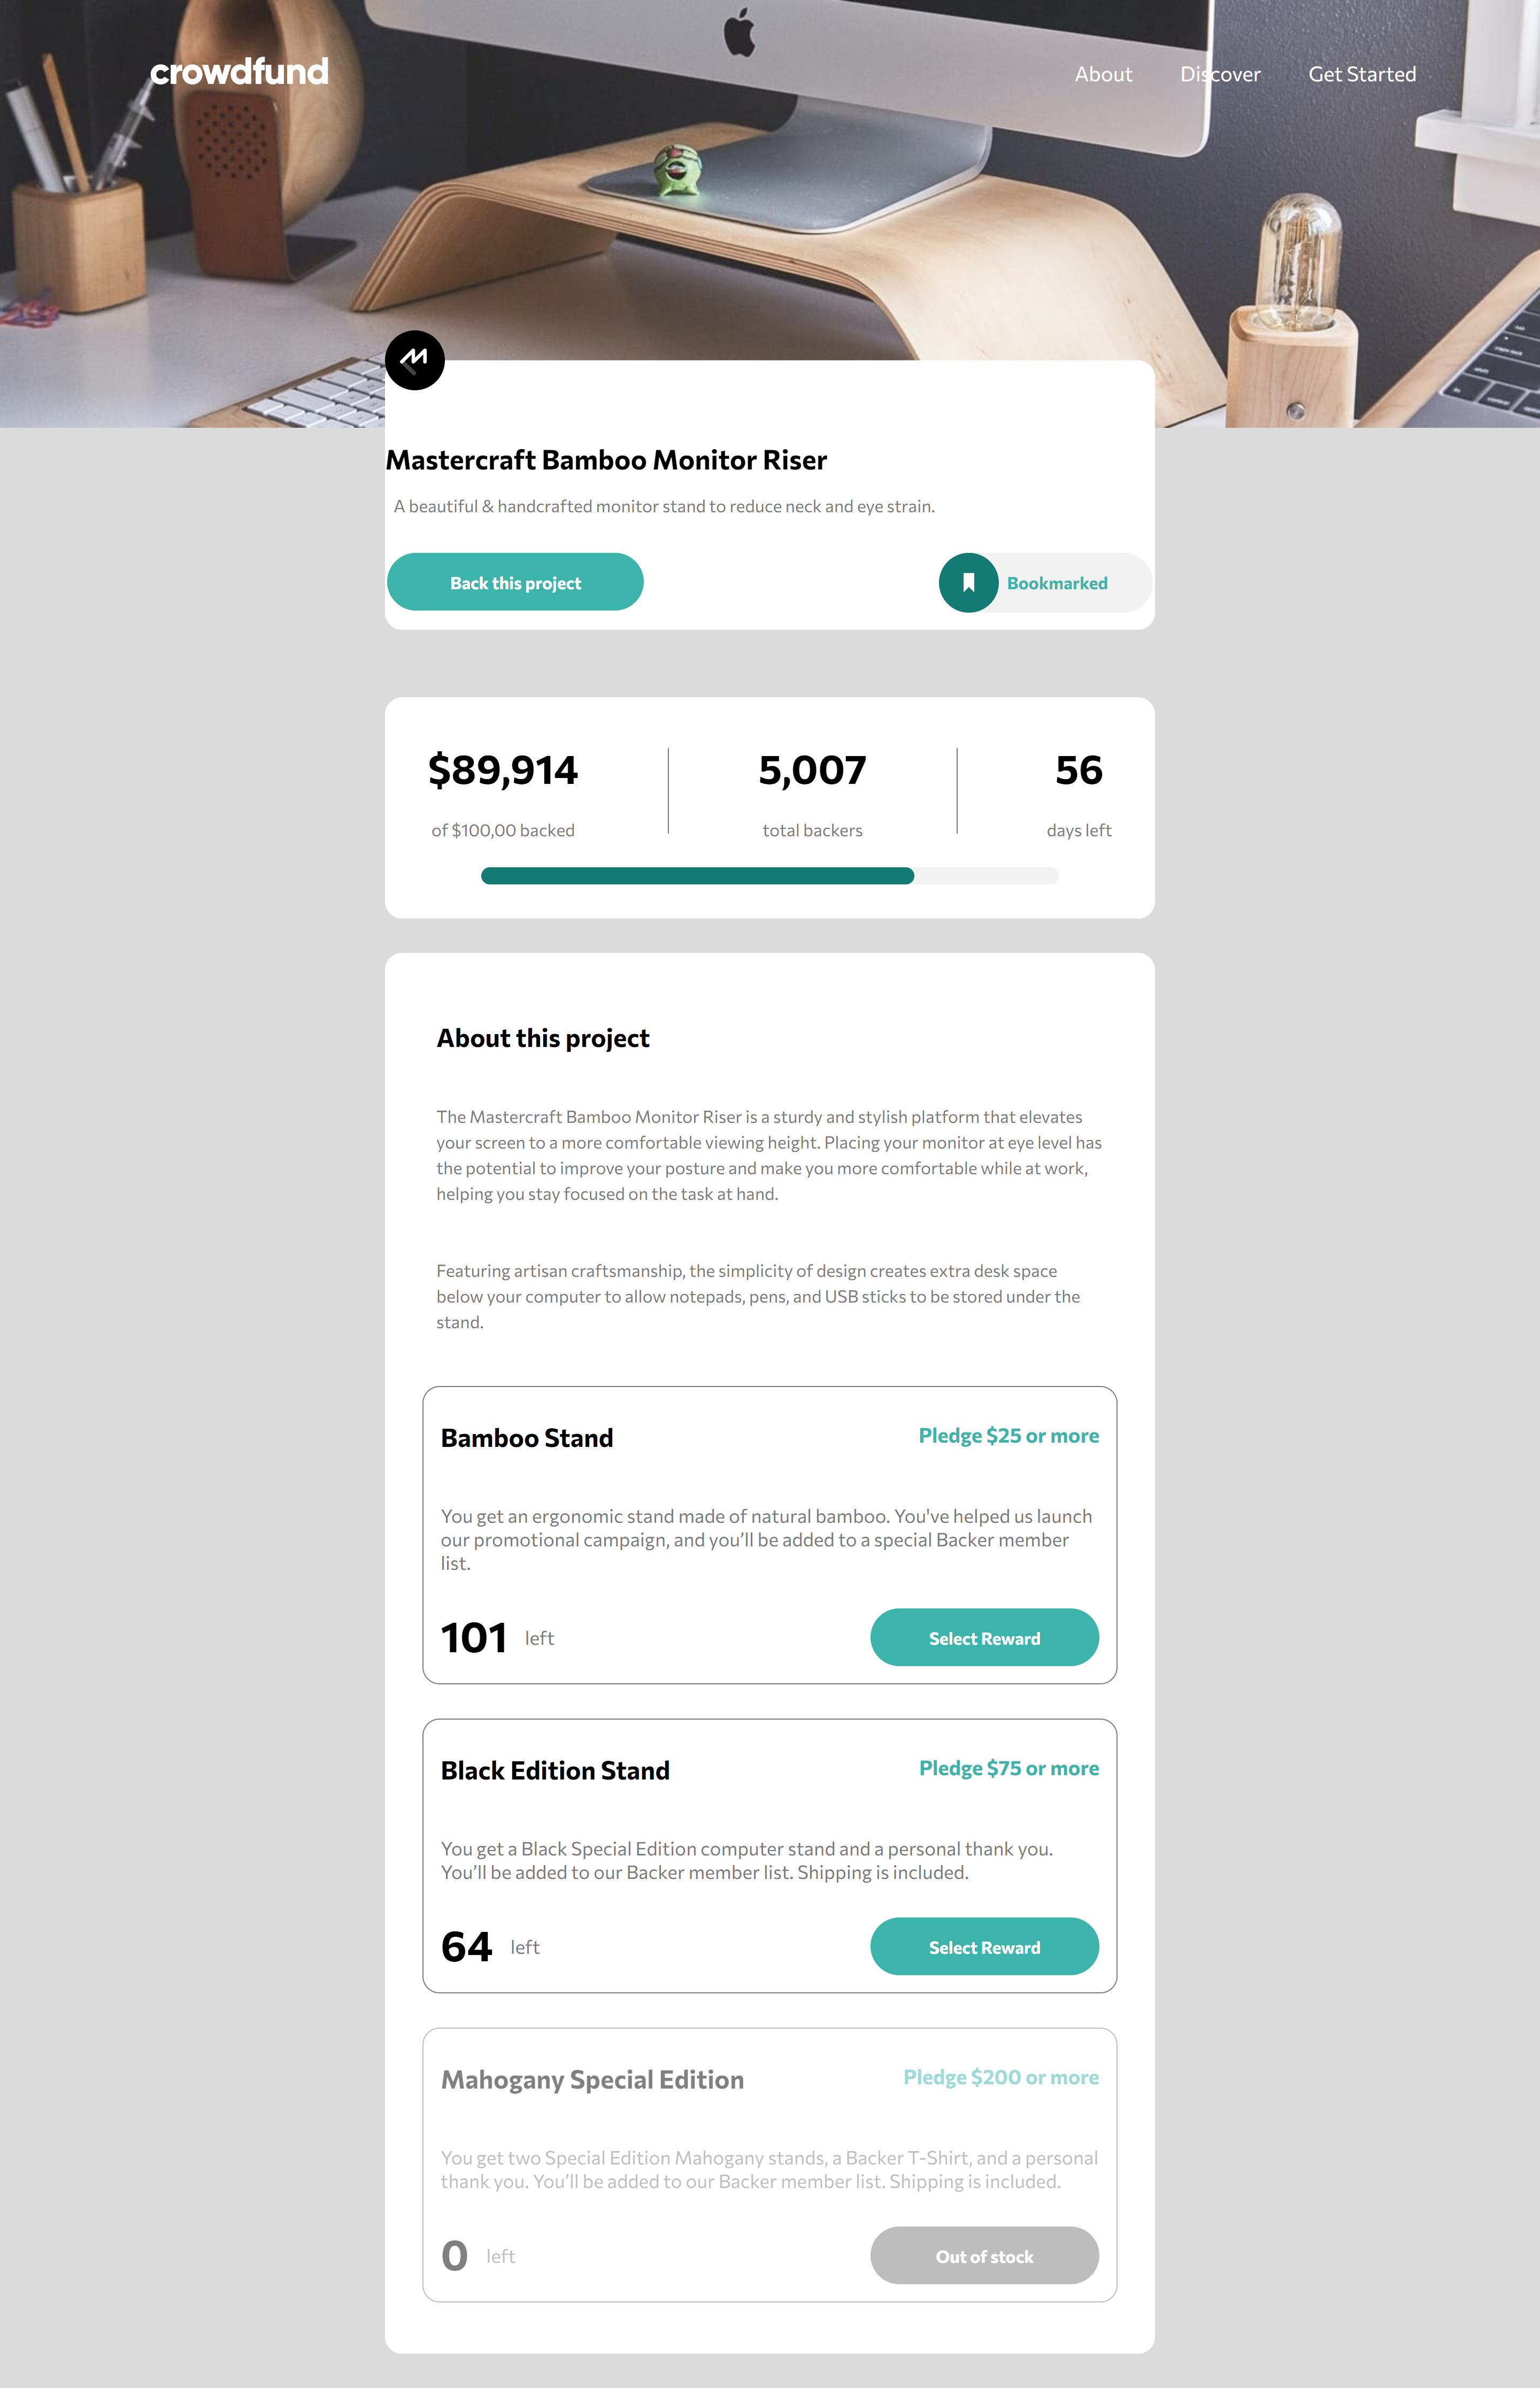 crowdfund
About
Discover
Get Started
Mastercraft Bamboo Monitor Riser
A beautiful & handcrafted monitor stand to reduce neck and eye strain.
Back this project
Bookmarked
$89,914
of $100,00 backed
5,007
total backers
56
days left
About this project
The Mastercraft Bamboo Monitor Riser is a sturdy and stylish platform that elevates
your screen to a more comfortable viewing height. Placing your monitor at eye level has
the potential to improve your posture and make you more comfortable while at work,
helping you stay focused on the task at hand.
Featuring artisan craftsmanship, the simplicity of design creates extra desk space
below your computer to allow notepads, pens, and USB sticks to be stored under the
stand.
Bamboo Stand
Pledge $25 or more
You get an ergonomic stand made of natural bamboo. You've helped us launch
our promotional campaign, and you’ll be added to a special Backer member
list.
101 left
Select Reward
Black Edition Stand
Pledge $75 or more
You get a Black Special Edition computer stand and a personal thank you.
You’ll be added to our Backer member list. Shipping is included.
64 left
Select Reward
Mahogany Special Edition
Pledge $200 or more
You get two Special Edition Mahogany stands, a Backer T-Shirt, and a personal
thank you. You’ll be added to our Backer member list. Shipping is included.
0 left
Out of stock